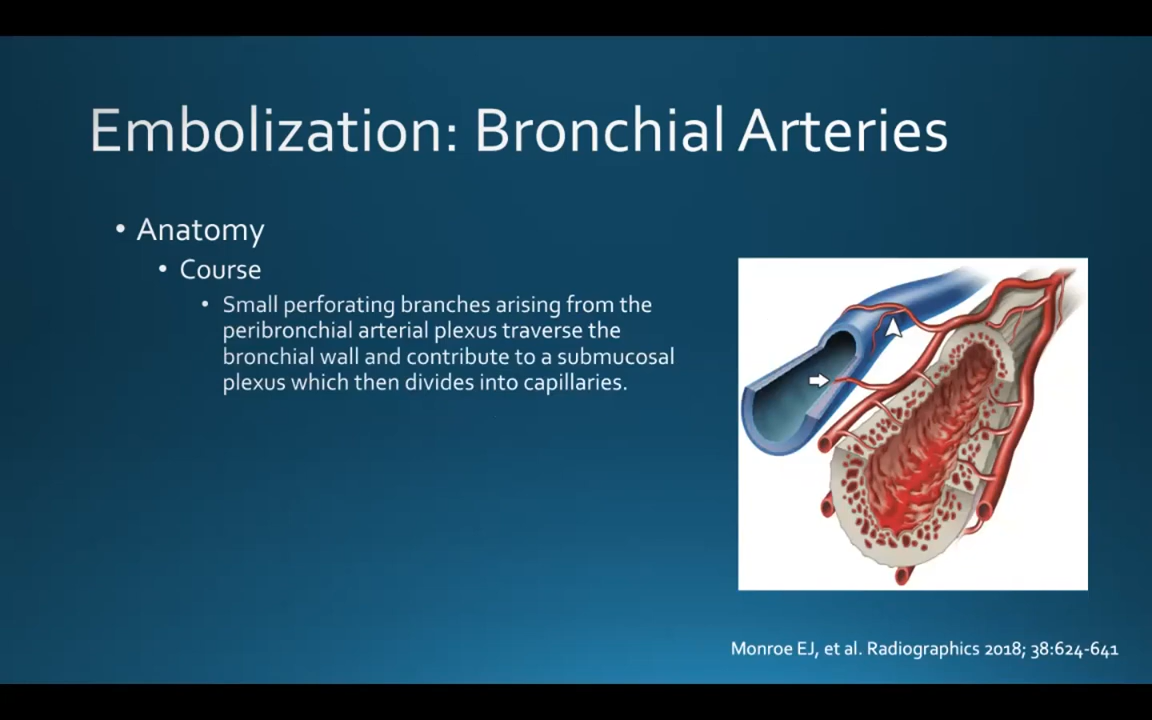 Embolization: Bronchial Arteries
• Anatomy
• Course
• Small perforating branches arising from the
peribronchial arterial plexus traverse the
bronchial wall and contribute to a submucosal
plexus which then divides into capillaries.
Monroe EJ, et al. Radiographics 2018; 38:624-641